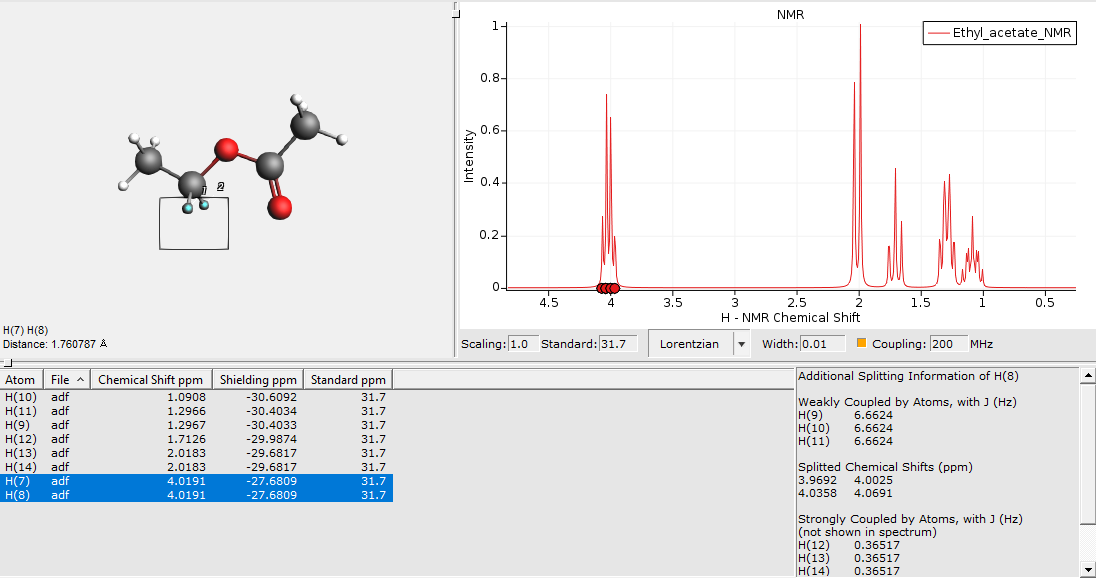 1 2
H(7) H(8)
Distance: 1.760787 Å
NMR
Ethyl_acetate_NMR
Intensity
1
0.8
0.6
0.4
0.2
0
4.5 4 3.5 3 2.5 2 1.5 1 0.5
H - NMR Chemical Shift
Scaling: 1.0 Standard: 31.7 Lorentzian Width: 0.01 Coupling: 200 MHz
Atom File Chemical Shift ppm Shielding ppm Standard ppm
H(10) adf 1.0908 -30.6092 31.7
H(11) adf 1.2966 -30.4034 31.7
H(9) adf 1.2967 -30.4033 31.7
H(12) adf 1.7126 -29.9874 31.7
H(13) adf 2.0183 -29.6817 31.7
H(14) adf 2.0183 -29.6817 31.7
H(7) adf 4.0191 -27.6809 31.7
H(8) adf 4.0191 -27.6809 31.7
Additional Splitting Information of H(8)
Weakly Coupled by Atoms, with J (Hz)
H(9) 6.6624
H(10) 6.6624
H(11) 6.6624
Splitted Chemical Shifts (ppm)
3.9692 4.0025
4.0358 4.0691
Strongly Coupled by Atoms, with J (Hz)
(not shown in spectrum)
H(12) 0.36517
H(13) 0.36517
H(14) 0.36517